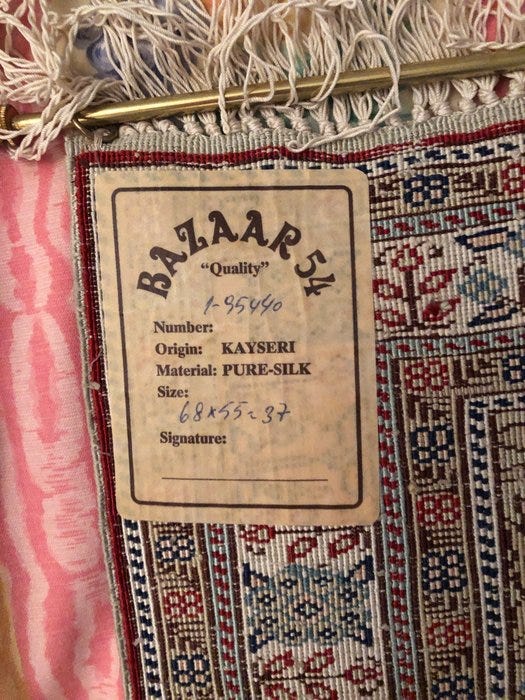 BAZAAR 54
"Quality"
1-95440
Number:
Origin: KAYSERI
Material: PURE-SILK
Size:
68x55=37
Signature: